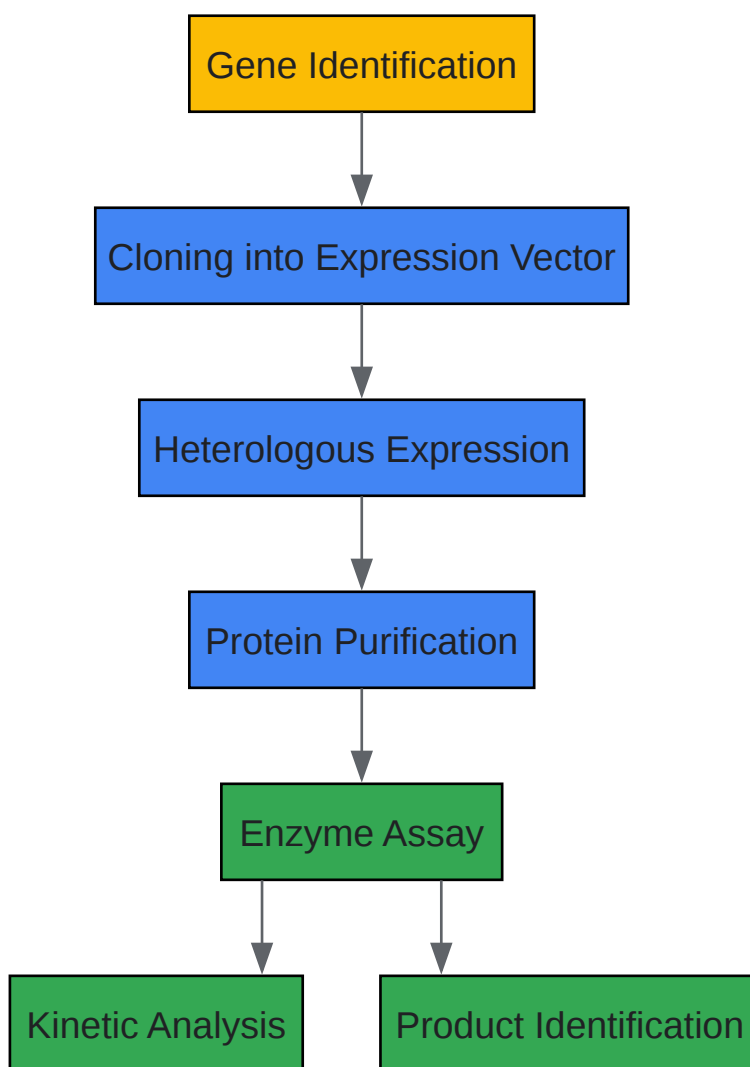 Gene Identification
Cloning into Expression Vector
Heterologous Expression
Protein Purification
Enzyme Assay
Kinetic Analysis
Product Identification